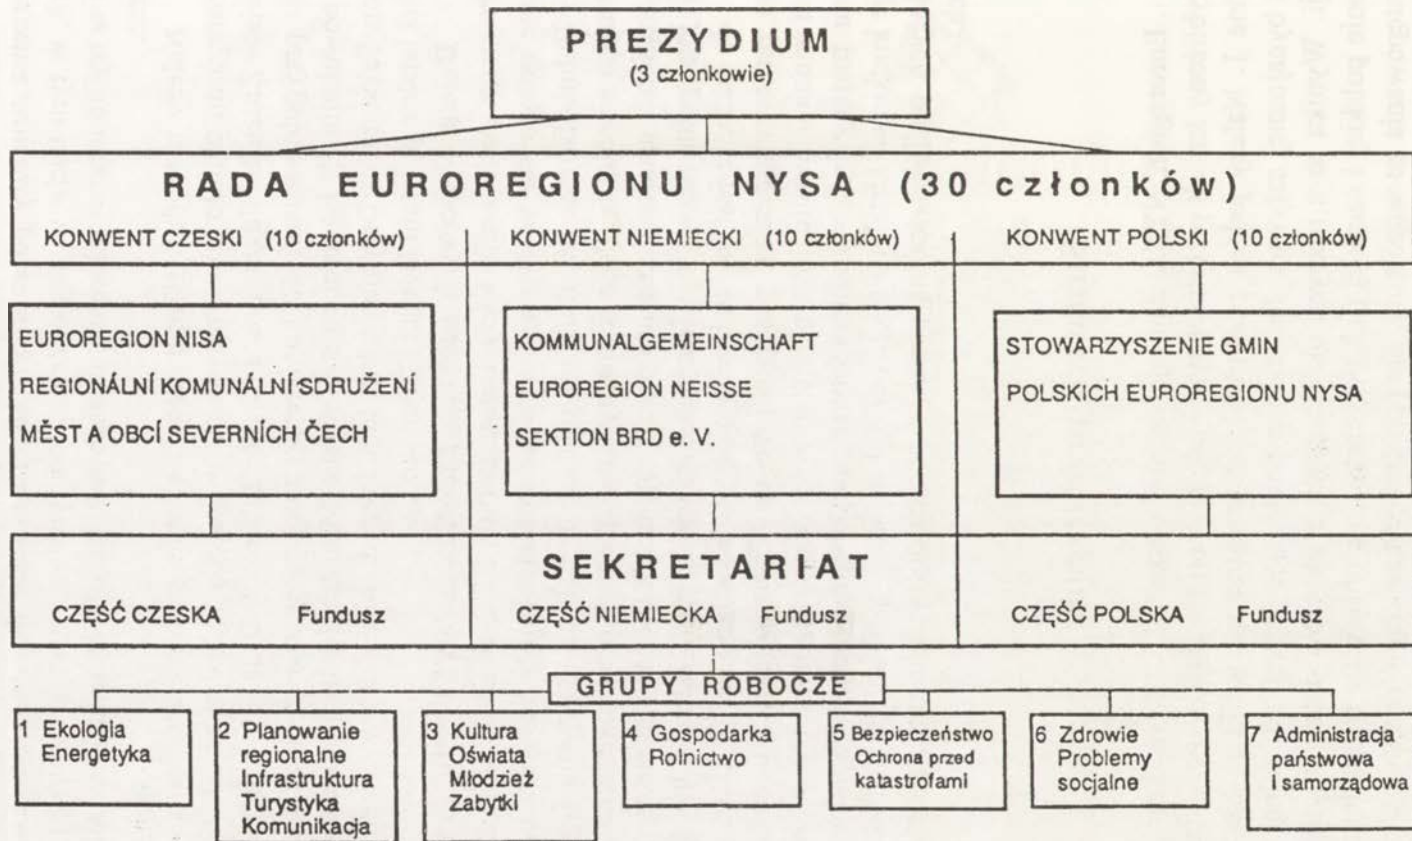 PREZYDIUM
(3 członkowie)
RADA EUROREGIONU NYSA (30 członków)
KONWENT CZESKI (10 członków)
KONWENT NIEMIECKI (10 członków)
KONWENT POLSKI (10 członków)
EUROREGION NISA
REGIONÁLNÍ KOMUNÁLNÍ SDRUŽENÍ
MĚST A OBCÍ SEVERNÍCH ČECH
KOMMUNALGEMEINSCHAFT
EUROREGION NEISSE
SEKTION BRD e. V.
STOWARZYSZENIE GMIN
POLSKICH EUROREGIONU NYSA
SEKRETARIAT
CZĘŚĆ CZESKA Fundusz
CZĘŚĆ NIEMIECKA Fundusz
CZĘŚĆ POLSKA Fundusz
GRUPY ROBOCZE
1 Ekologia
Energetyka
2 Planowanie
regionalne
Infrastruktura
Turystyka
Komunikacja
3 Kultura
Oświata
Młodzież
Zabytki
4 Gospodarka
Rolnictwo
5 Bezpieczeństwo
Ochrona przed
katastrofami
6 Zdrowie
Problemy
socjalne
7 Administracja
państwowa
i samorządowa